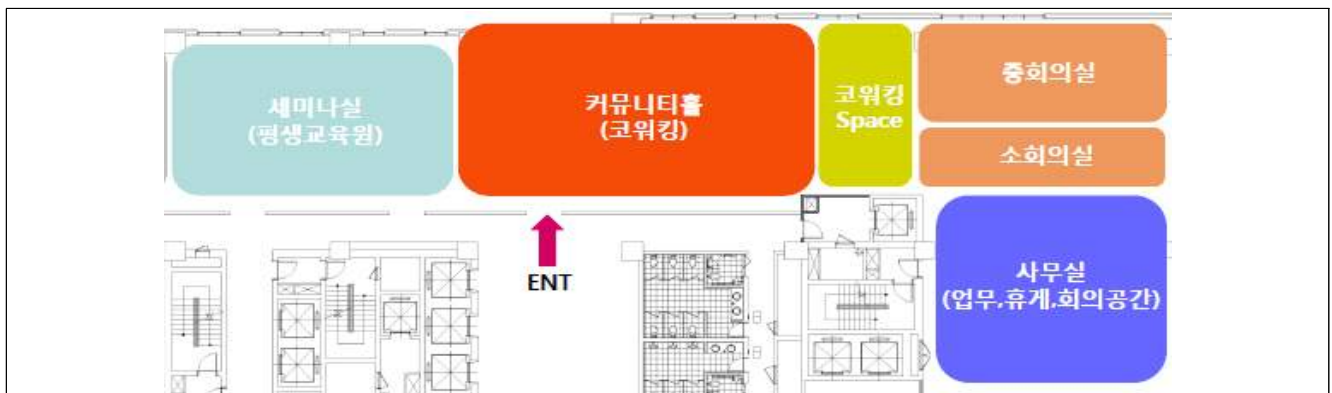 세미나실
(평생교육원)
커뮤니티홀
(코워킹)
코워킹
Space
중회의실
소회의실
ENT
사무실
(업무,휴게,회의공간)